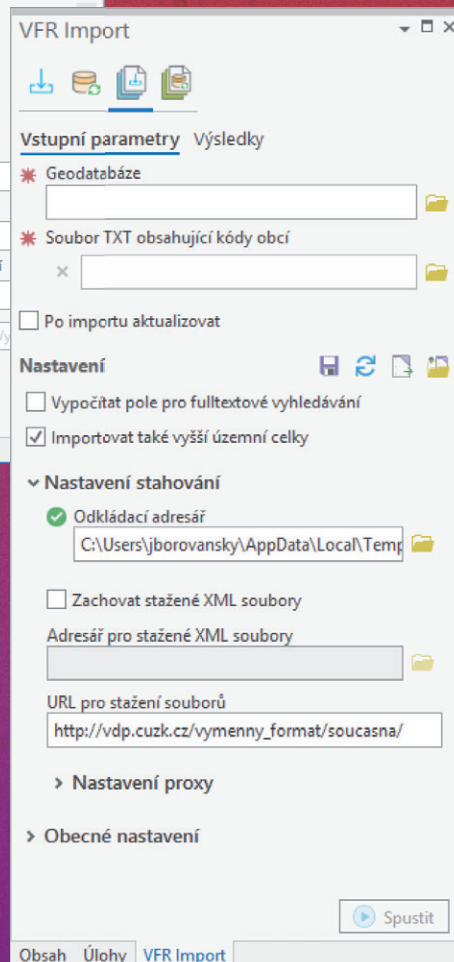 VFR Import
Vstupní parametry Výsledky
Geodatabáze
Soubor TXT obsahující kódy obcí
Po importu aktualizovat
Nastavení
Vypočítat pole pro fulltextové vyhledávání
Importovat také vyšší územní celky
Nastavení stahování
Odkládací adresář
C:\Users\jborovansky\AppData\Local\Temp
Zachovat stažené XML soubory
Adresář pro stažené XML soubory
URL pro stažení souborů
http://vdp.cuzk.cz/vymenny_format/soucasna/
Nastavení proxy
Obecné nastavení
Spustit
Obsah Úlohy VFR Import